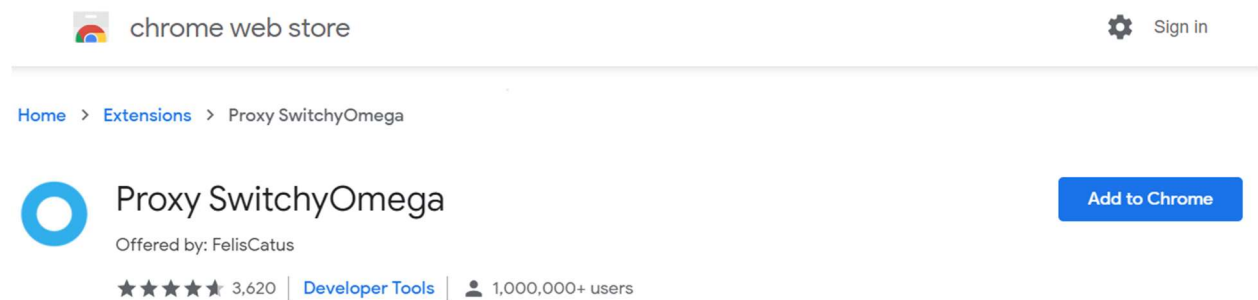 chrome web store Sign in
Home > Extensions > Proxy SwitchyOmega
Proxy SwitchyOmega
Add to Chrome
Offered by: FelisCatus
3,620 | Developer Tools | 1,000,000+ users